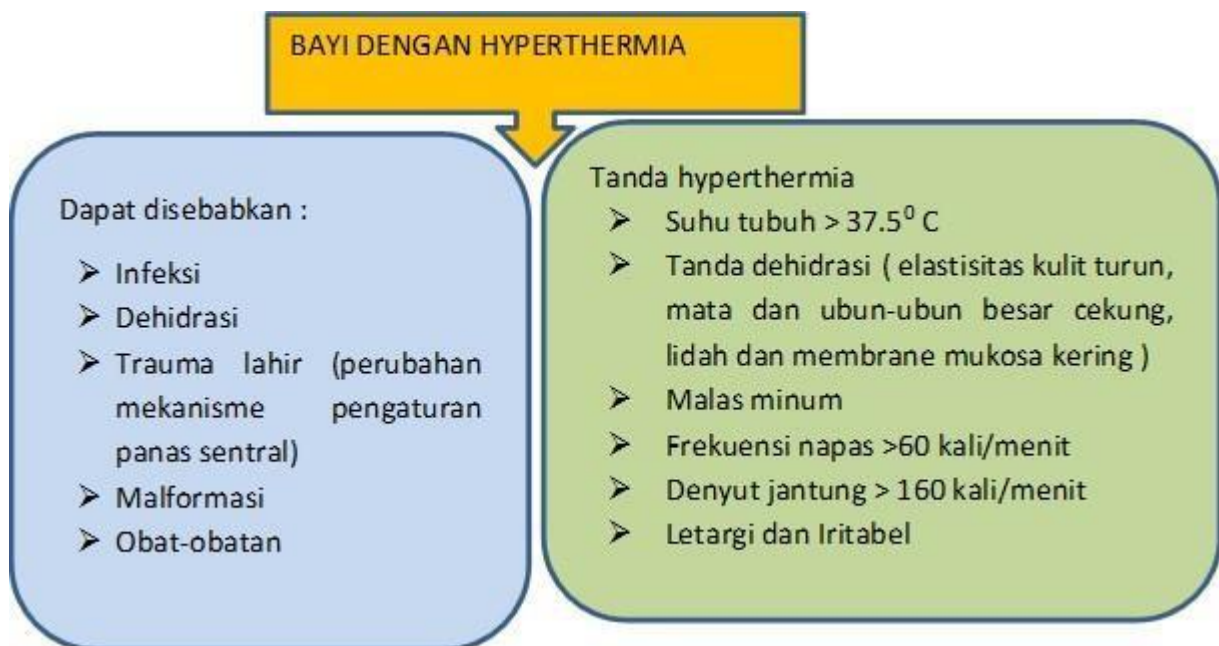 BAYI DENGAN HYPERTHERMIA
Dapat disebabkan :
➢ Infeksi
➢ Dehidrasi
➢ Trauma lahir (perubahan
mekanisme pengaturan
panas sentral)
➢ Malformasi
➢ Obat-obatan
Tanda hyperthermia
➢ Suhu tubuh > 37.5⁰ C
➢ Tanda dehidrasi ( elastisitas kulit turun,
mata dan ubun-ubun besar cekung,
lidah dan membrane mukosa kering )
➢ Malas minum
➢ Frekuensi napas >60 kali/menit
➢ Denyut jantung > 160 kali/menit
➢ Letargi dan Iritabel